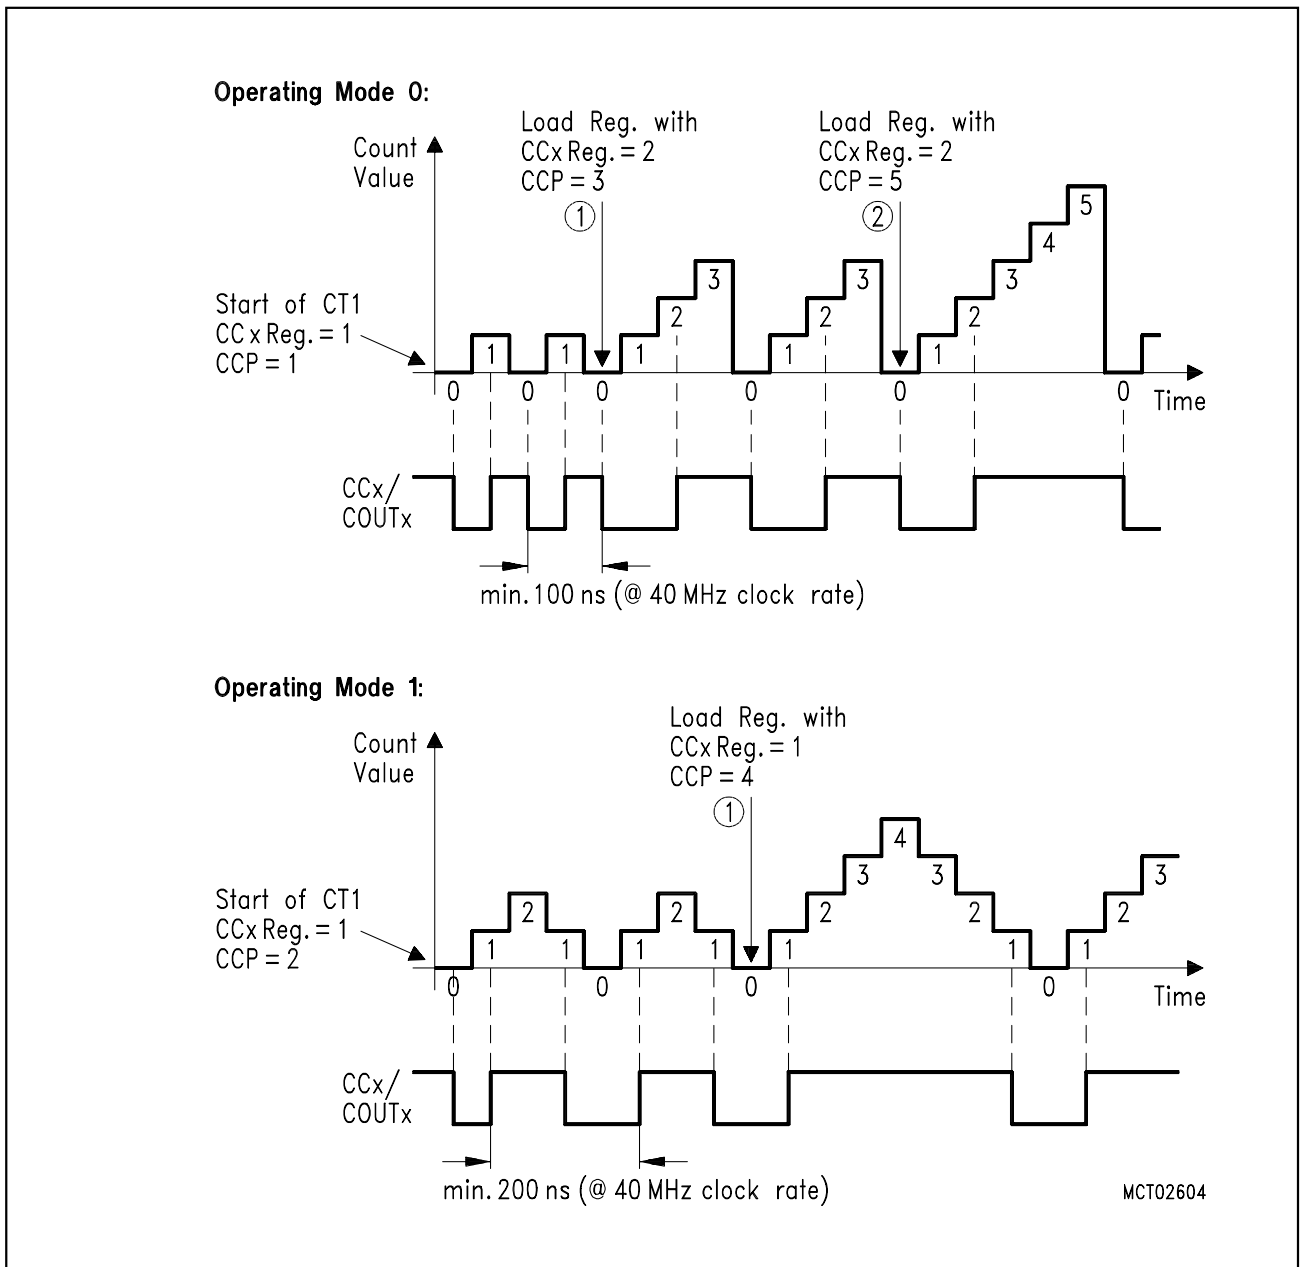 Operating Mode 0:
Load Reg. with
CCx Reg. = 2
CCP = 3
1
Load Reg. with
CCx Reg. = 2
CCP = 5
2
Count
Value
Start of CT1
CCx Reg. = 1
CCP = 1
1 1 1 2 3 1 2 3 1 2 3 4 5
0 0 0 0 0 0
Time
CCx/
COUTx
min. 100 ns (@ 40 MHz clock rate)
Operating Mode 1:
Load Reg. with
CCx Reg. = 1
CCP = 4
1
Count
Value
Start of CT1
CCx Reg. = 1
CCP = 2
1 2 1 1 2 1 1 2 3 4 3 2 1 1 2 3
0 0 0 0
Time
CCx/
COUTx
min. 200 ns (@ 40 MHz clock rate)
MCT02604